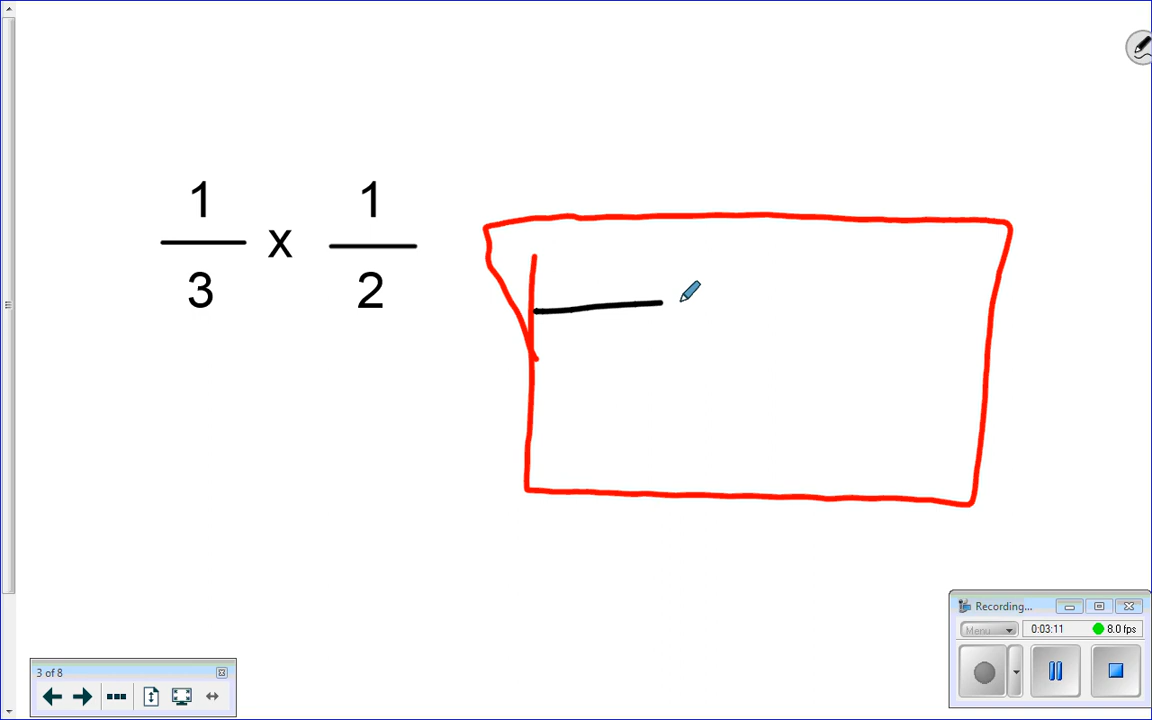 1 1
x
3 2
Recording...
Menu 0:03:11 8.0 fps
3 of 8